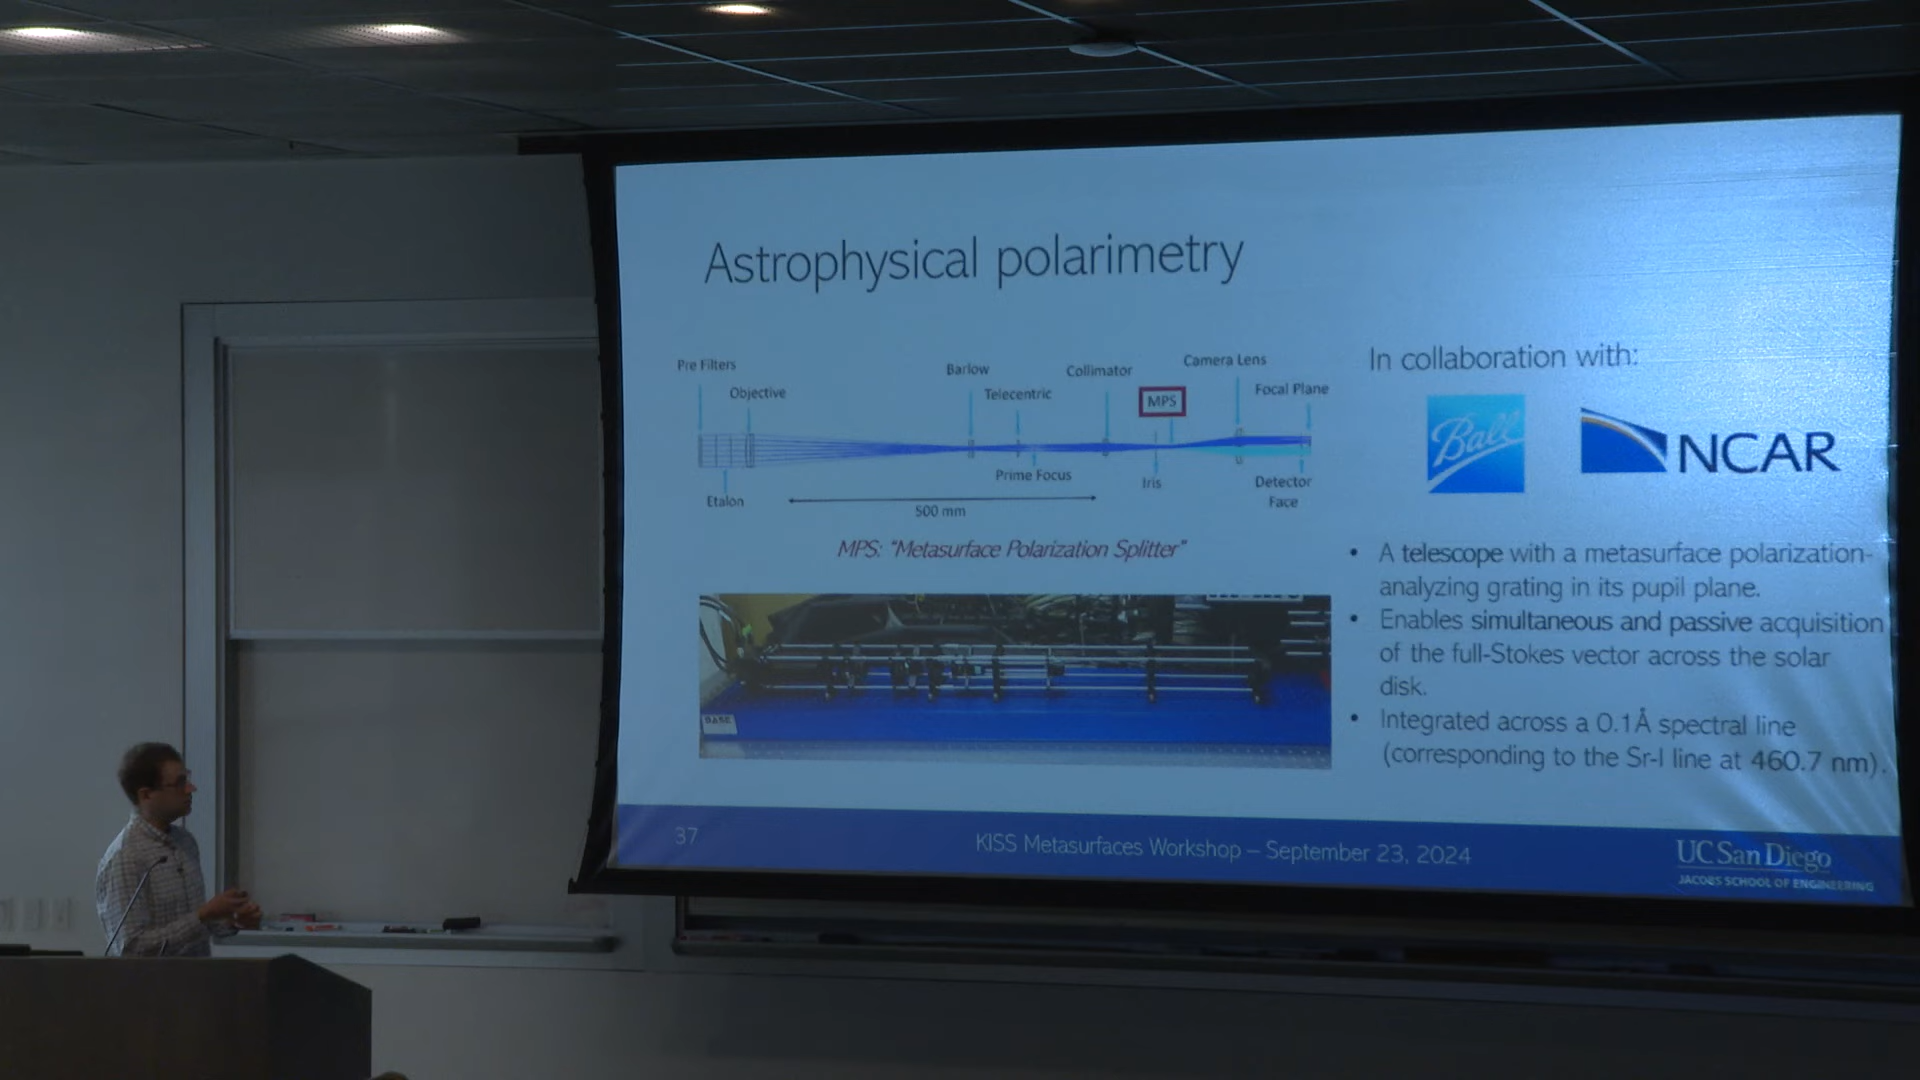 Astrophysical polarimetry
Pre Filters
Objective
Barlow
Telecentric
Collimator
MPS
Camera Lens
Focal Plane
Etalon
Prime Focus
Iris
Detector
Face
500 mm
MPS: "Metasurface Polarization Splitter"
BASE
In collaboration with:
Ball
NCAR
• A telescope with a metasurface polarization-
analyzing grating in its pupil plane.
• Enables simultaneous and passive acquisition
of the full-Stokes vector across the solar
disk.
• Integrated across a 0.1Å spectral line
(corresponding to the Sr-I line at 460.7 nm).
37
KISS Metasurfaces Workshop – September 23, 2024
UC San Diego
JACOBS SCHOOL OF ENGINEERING